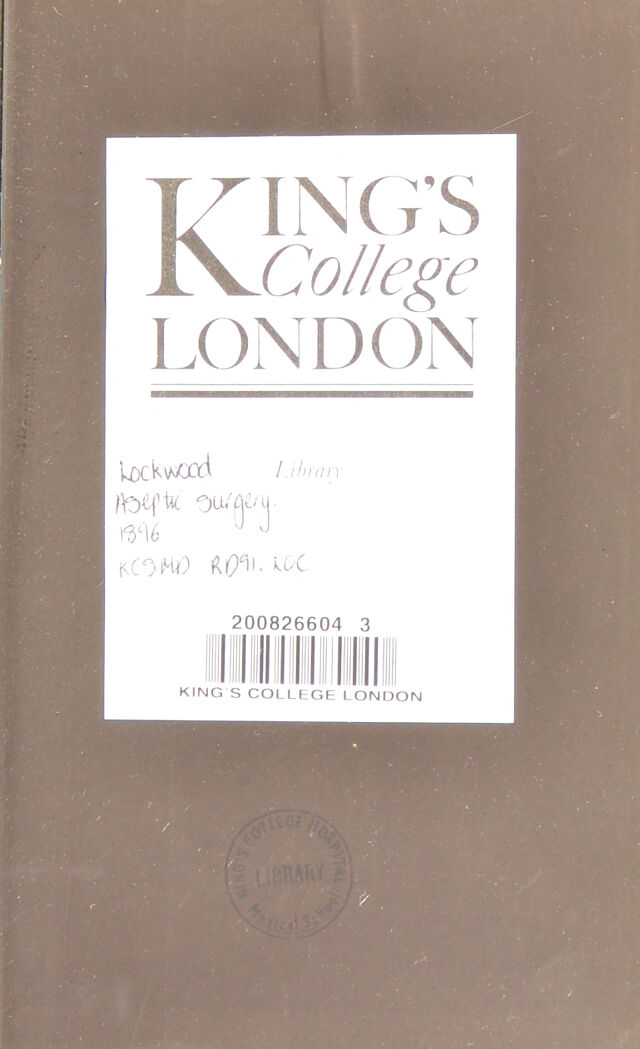 KING'S
College
LONDON
Library
Lockwood
Aseptic surgery.
1896
KCSMD RD91. LOC
200826604 3
KING'S COLLEGE LONDON
KING'S COLLEGE HOSPITAL
LIBRARY
Medical School